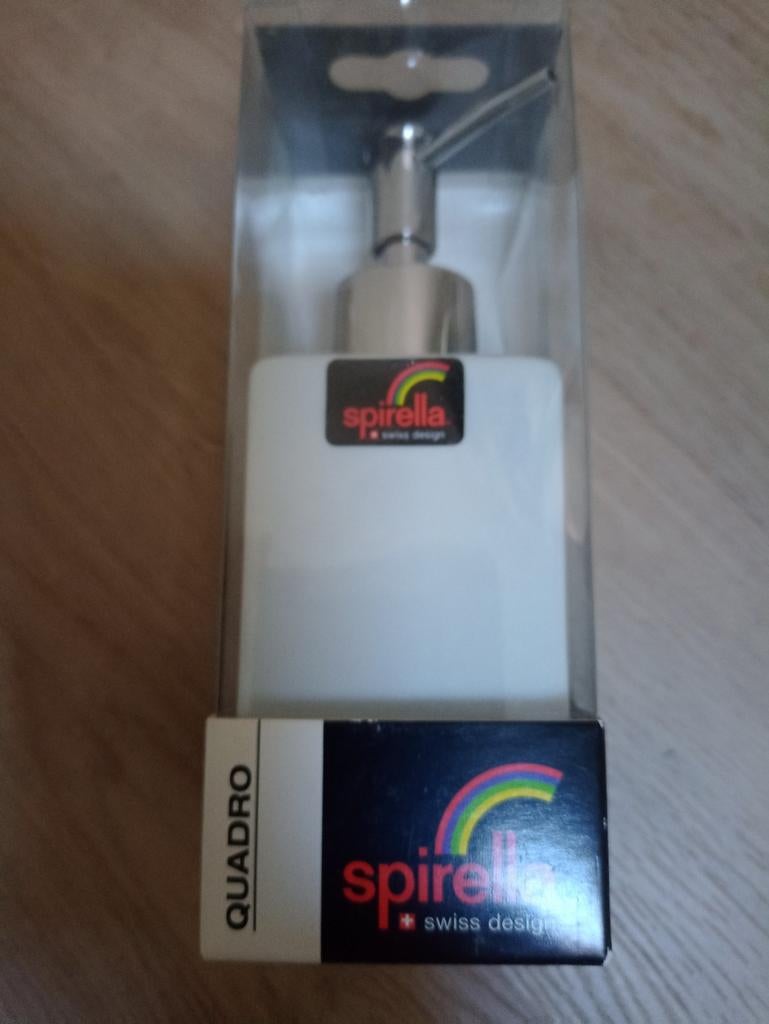 spirella
swiss design
QUADRO
spirella
swiss design